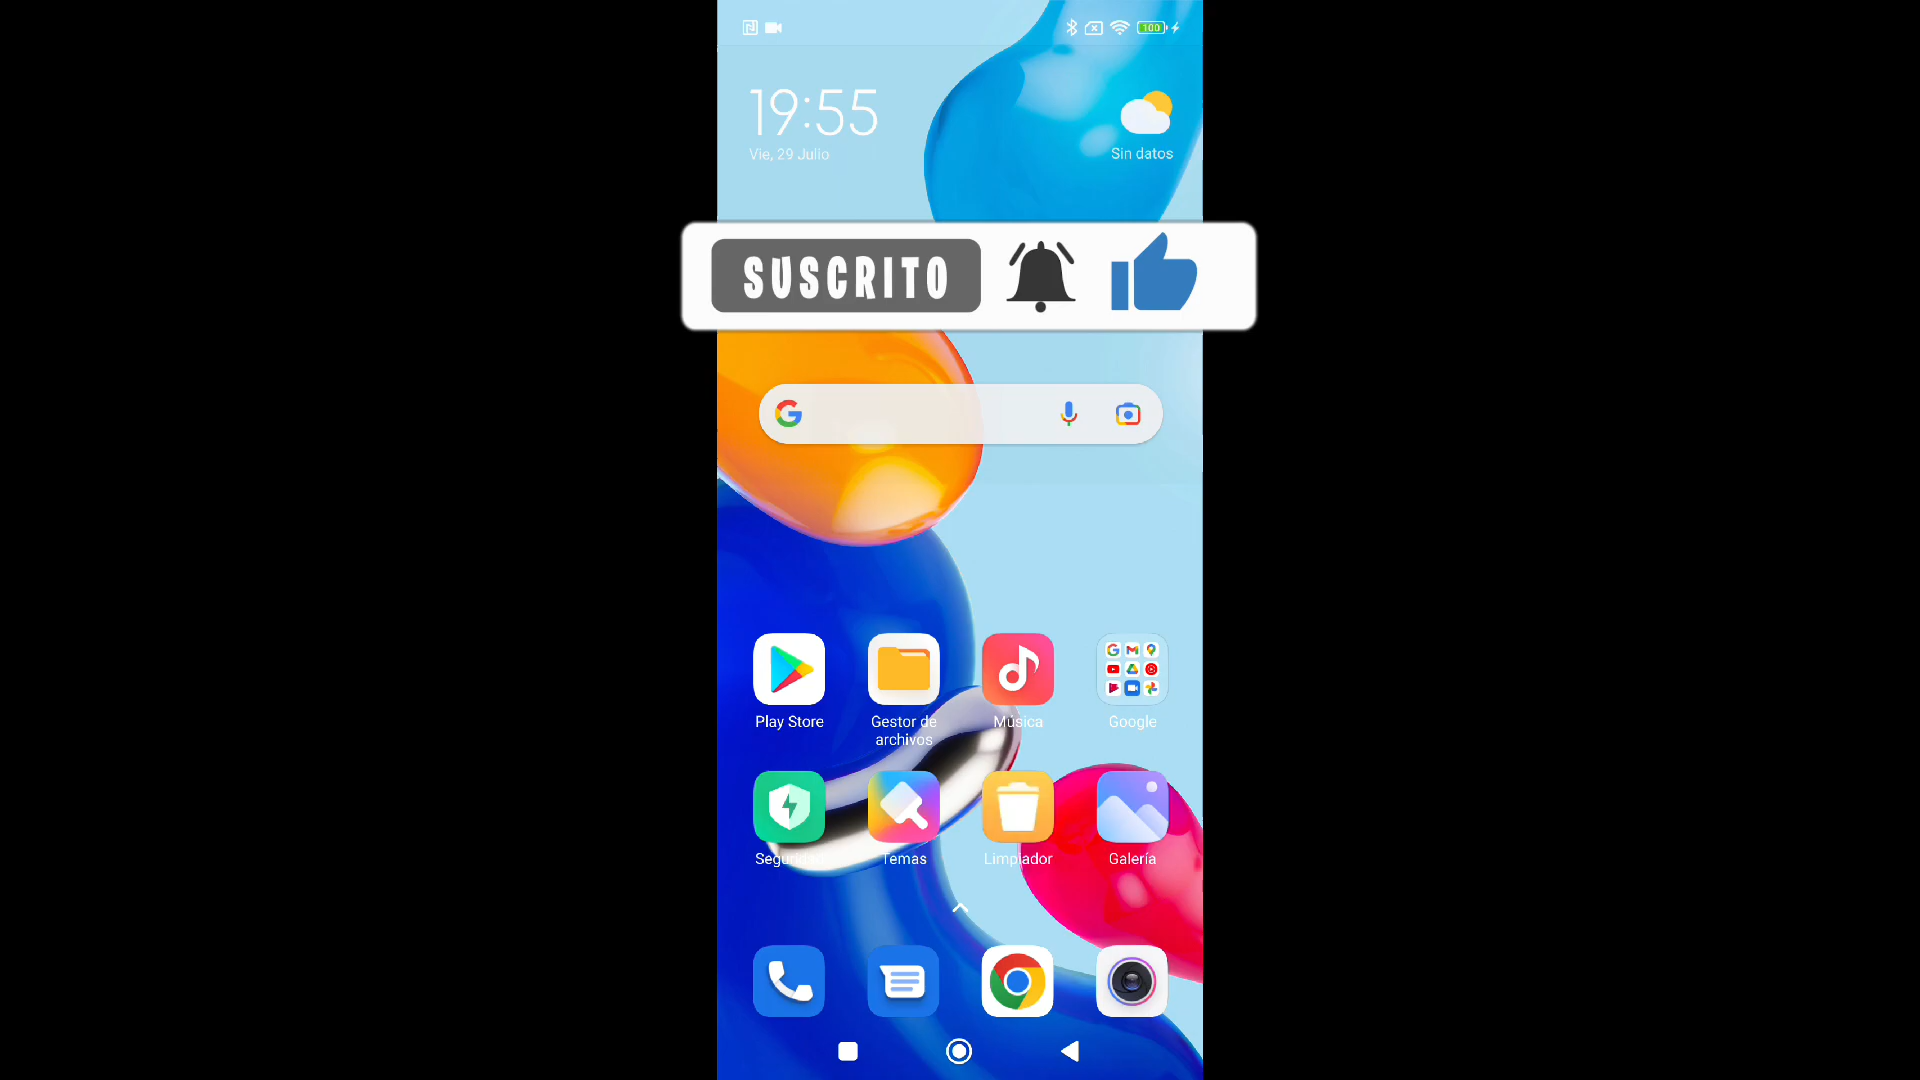 100
19:55
Vie, 29 Julio
Sin datos
SUSCRITO
Play Store
Gestor de
archivos
Música
Google
Seguridad
Temas
Limpiador
Galería